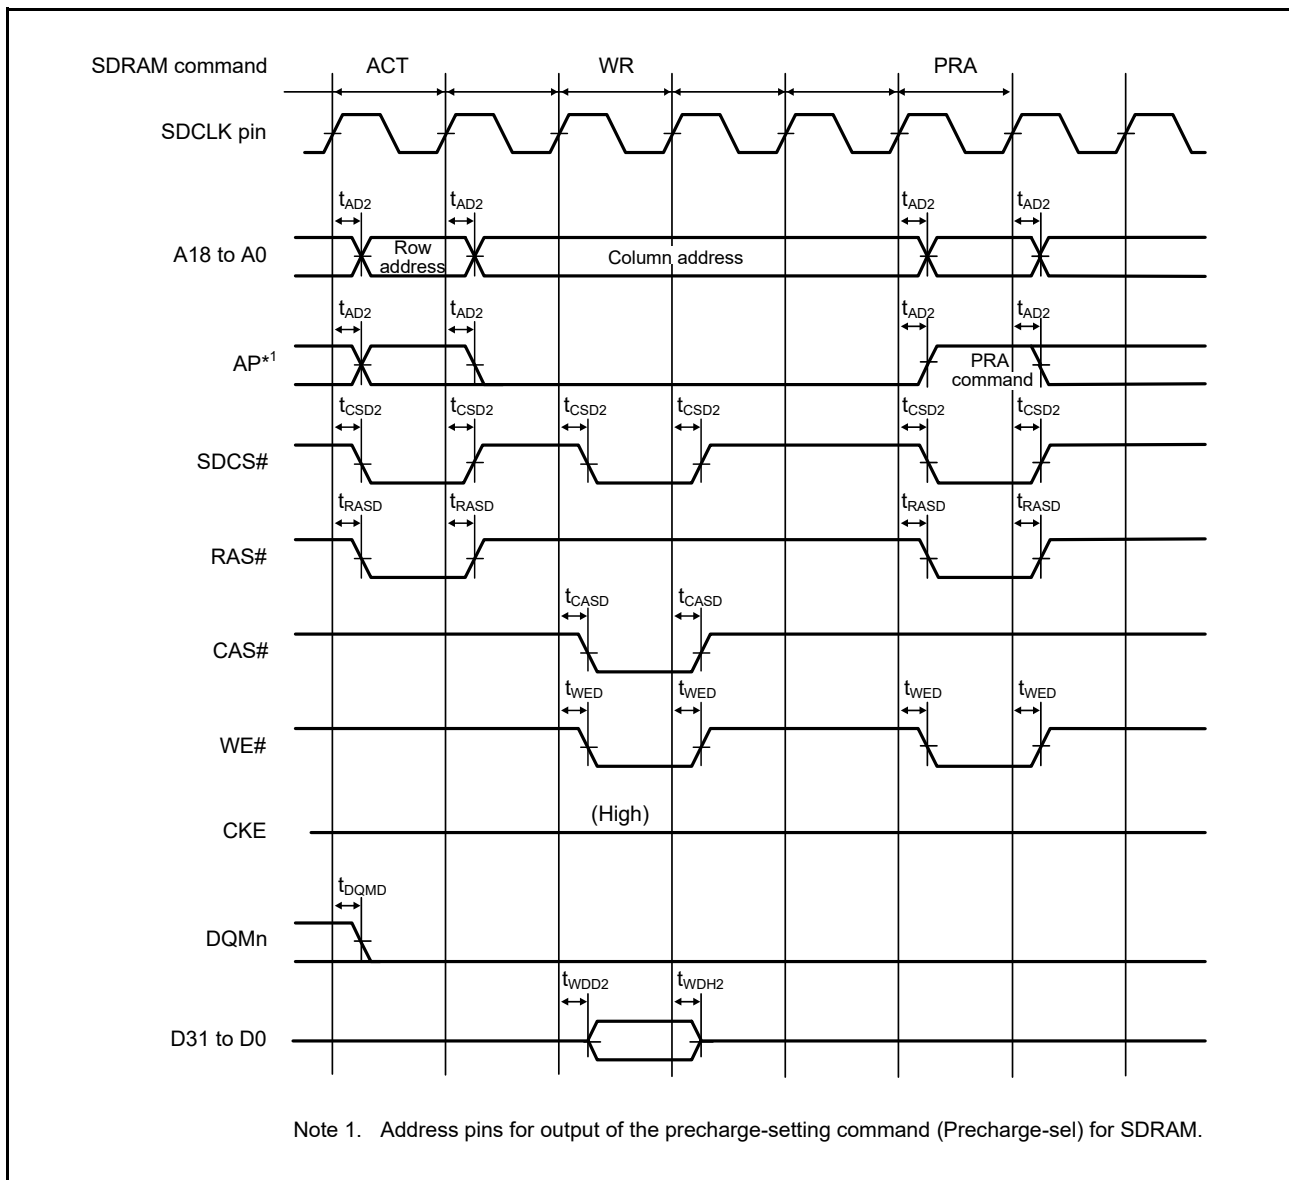 SDRAM command ACT WR PRA
SDCLK pin
tAD2 tAD2 tAD2 tAD2
A18 to A0 Row address Column address
tAD2 tAD2 tAD2 tAD2
AP*1 PRA command
tCSD2 tCSD2 tCSD2 tCSD2 tCSD2 tCSD2
SDCS#
tRASD tRASD tRASD tRASD
RAS#
tCASD tCASD
CAS#
tWED tWED tWED tWED
WE#
(High)
CKE
tDQMD
DQMn
tWDD2 tWDH2
D31 to D0
Note 1. Address pins for output of the precharge-setting command (Precharge-sel) for SDRAM.